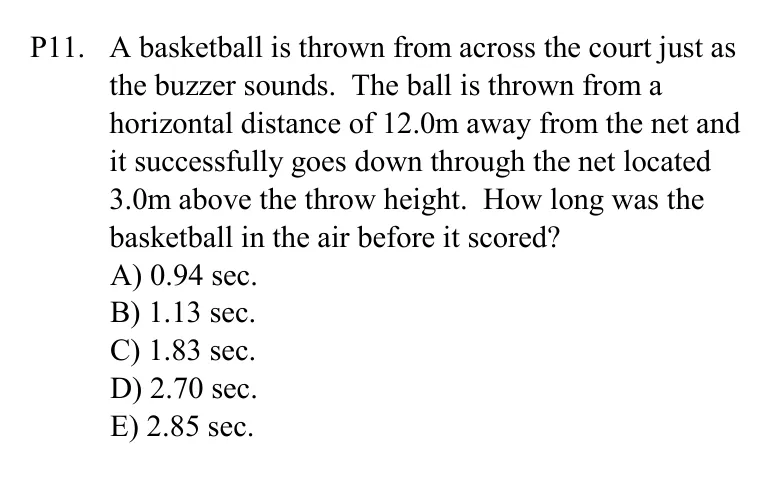 P11. A basketball is thrown from across the court just as
the buzzer sounds. The ball is thrown from a
horizontal distance of 12.0m away from the net and
it successfully goes down through the net located
3.0m above the throw height. How long was the
basketball in the air before it scored?
A) 0.94 sec.
B) 1.13 sec.
C) 1.83 sec.
D) 2.70 sec.
E) 2.85 sec.